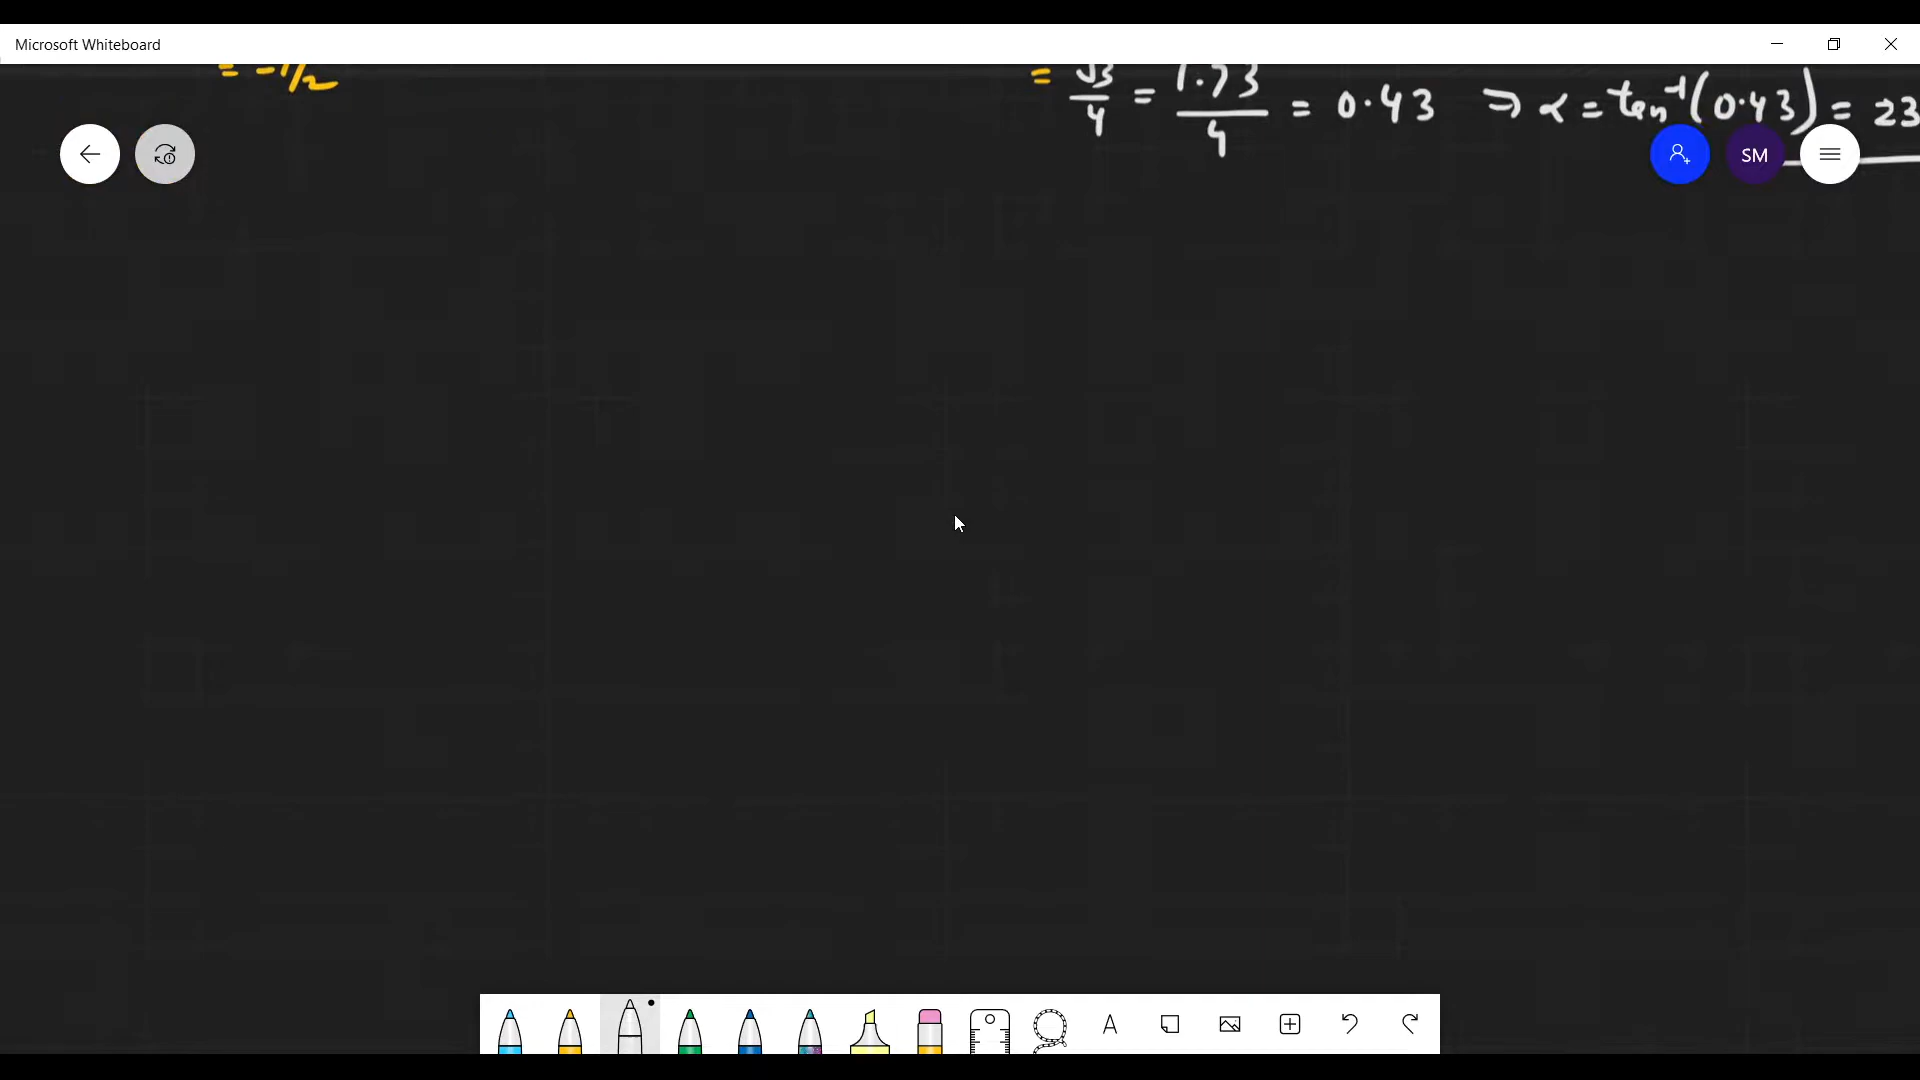 Microsoft Whiteboard
= -1/2
= √3/4 = 1.73/4 = 0.43 ⇒ α = tan⁻¹(0.43) = 23
SM
A